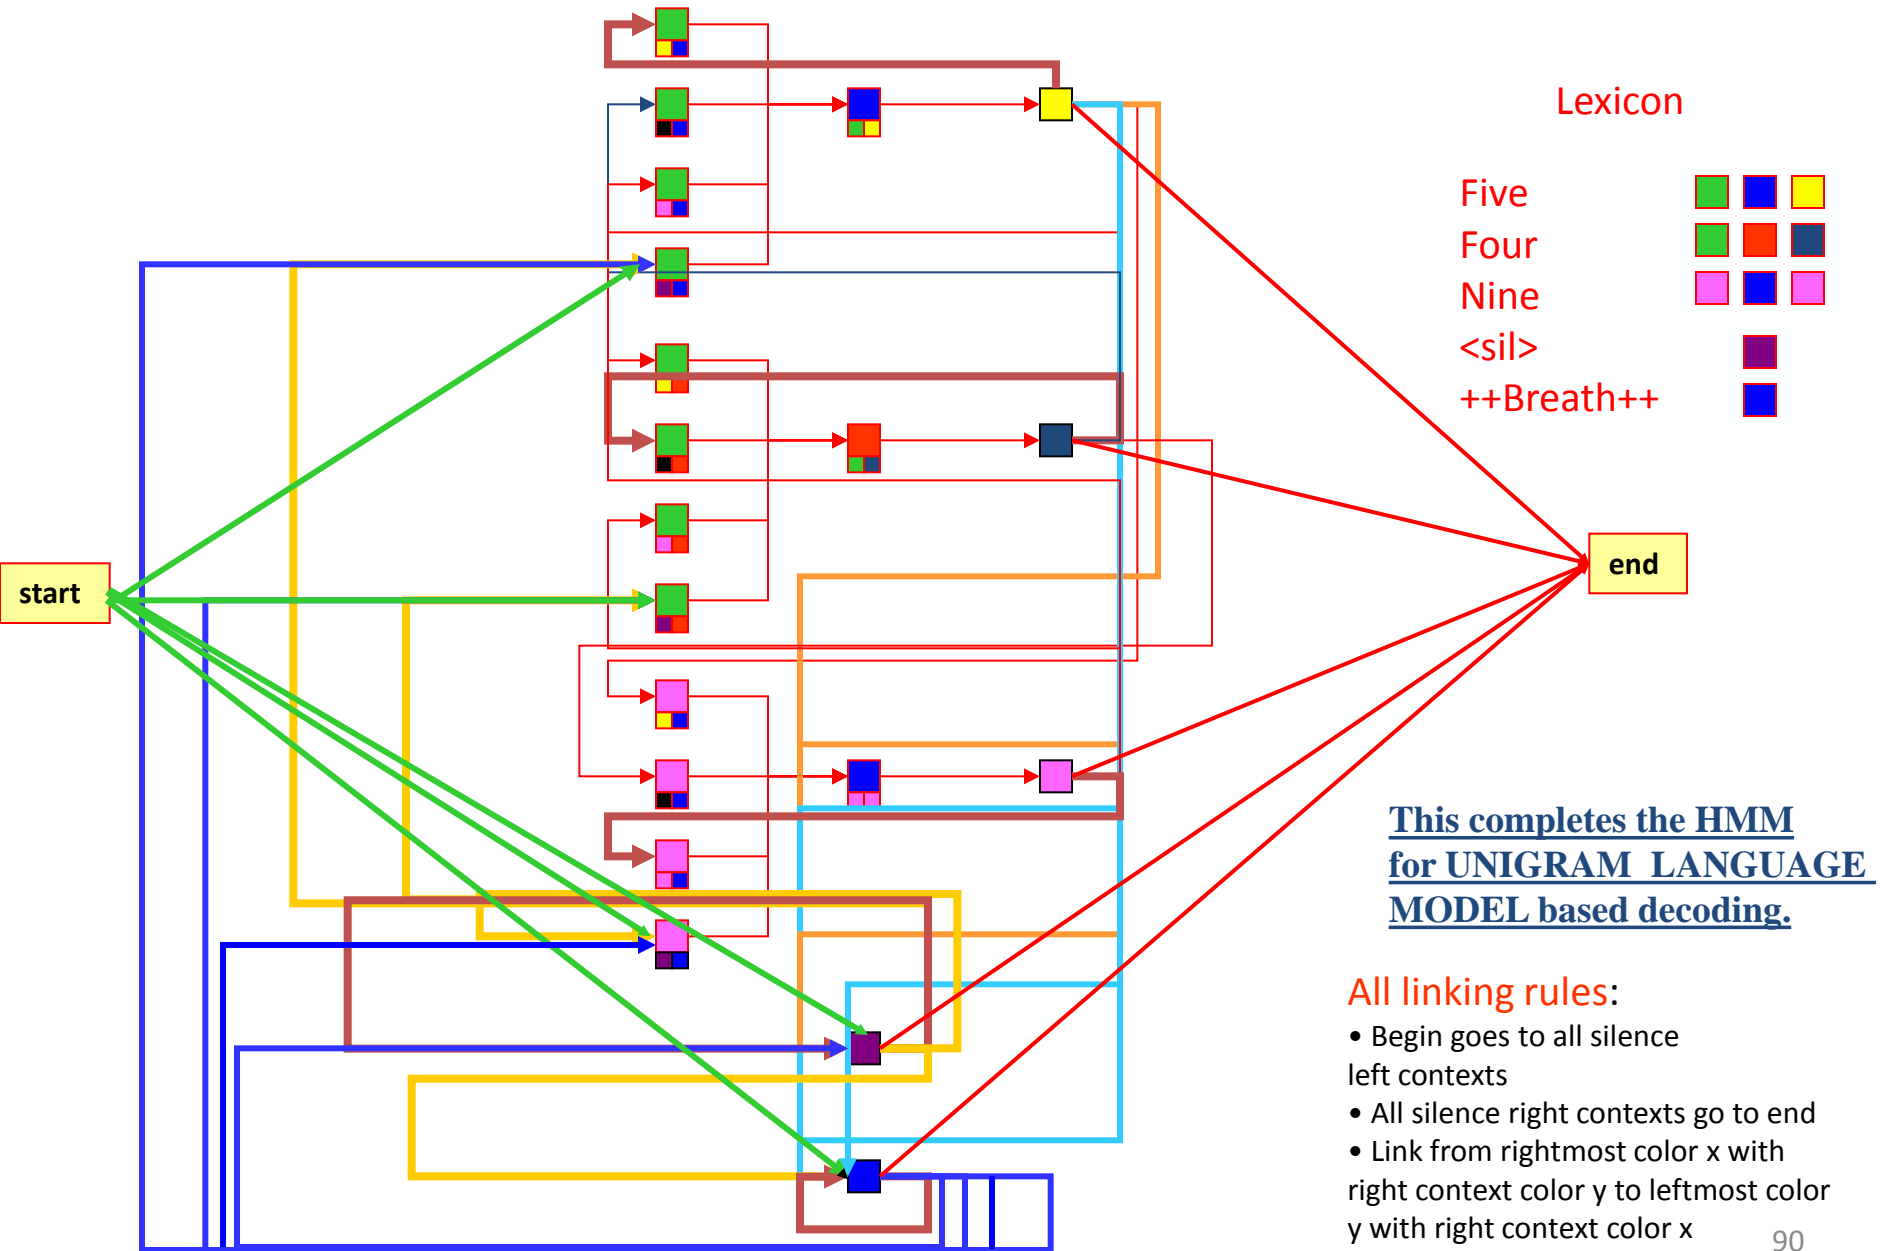 Lexicon
Five
Four
Nine
<sil>
++Breath++
start
end
This completes the HMM
for UNIGRAM LANGUAGE
MODEL based decoding.
All linking rules:
• Begin goes to all silence
left contexts
• All silence right contexts go to end
• Link from rightmost color x with
right context color y to leftmost color
y with right context color x
90